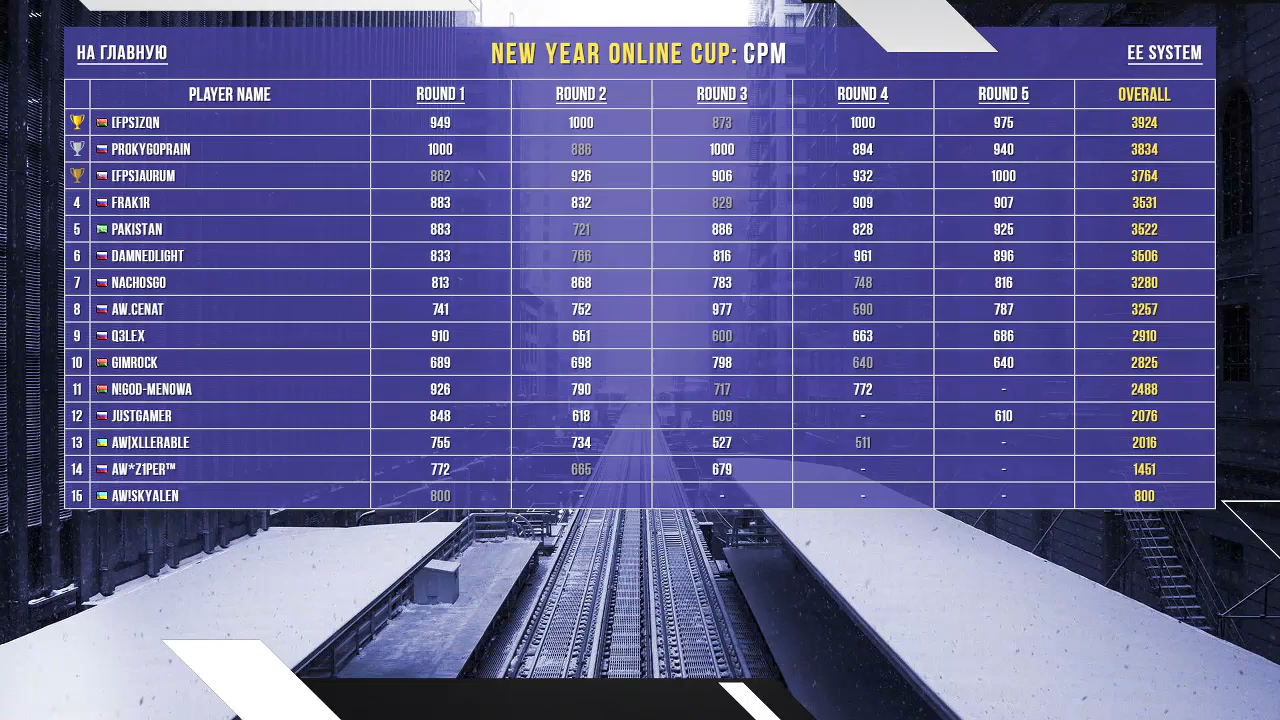 НА ГЛАВНУЮ NEW YEAR ONLINE CUP: CPM EE SYSTEM
PLAYER NAME ROUND 1 ROUND 2 ROUND 3 ROUND 4 ROUND 5 OVERALL
[FPS]ZQN 949 1000 873 1000 975 3924
PROKYGOPRAIN 1000 886 1000 894 940 3834
[FPS]AURUM 862 926 906 932 1000 3764
4 FRAK1R 883 832 829 909 907 3531
5 PAKISTAN 883 721 886 828 925 3522
6 DAMNEDLIGHT 833 766 816 961 896 3506
7 NACHOSGO 813 868 783 748 816 3280
8 AW.CENAT 741 752 977 590 787 3257
9 Q3LEX 910 651 600 663 686 2910
10 GIMROCK 689 698 798 640 640 2825
11 N!GOD-MENOWA 926 790 717 772 - 2488
12 JUSTGAMER 848 618 609 - 610 2076
13 AW|XLLERABLE 755 734 527 511 - 2016
14 AW*Z1PER™ 772 665 679 - - 1451
15 AW!SKYALEN 800 - - - - 800